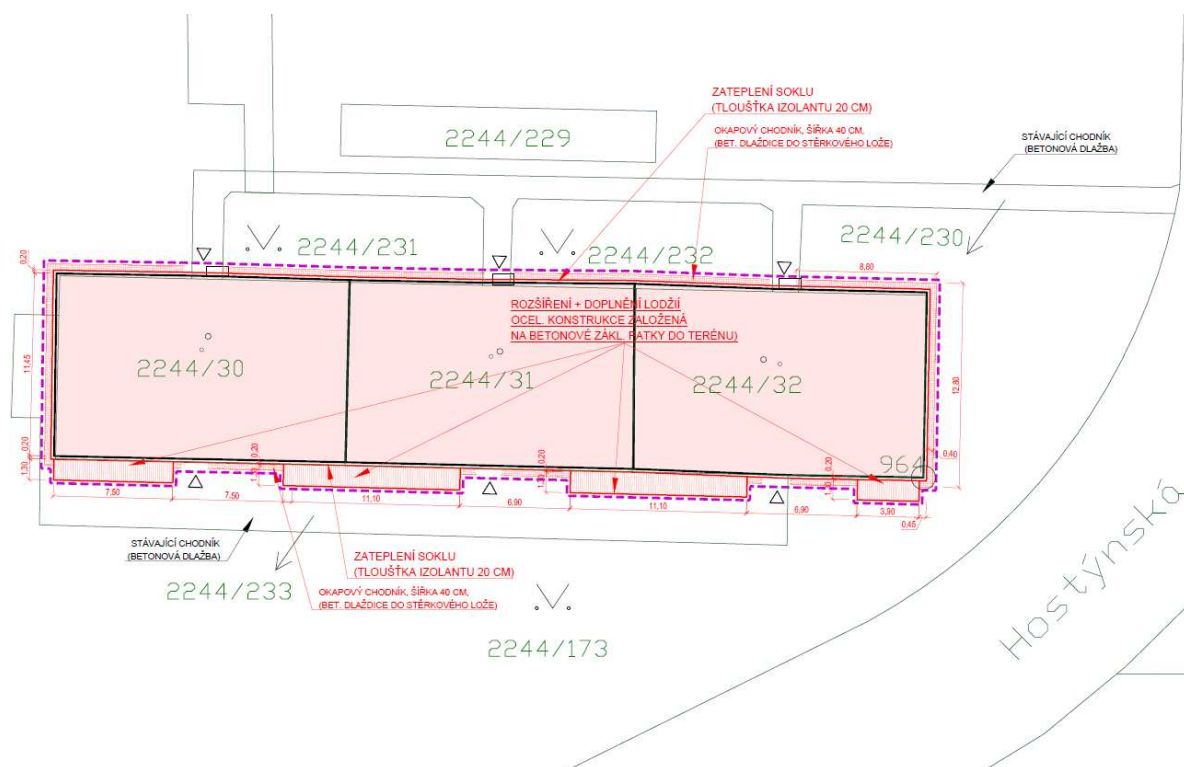 ZATEPLENÍ SOKLU
(TLOUŠŤKA IZOLANTU 20 CM)
OKAPOVÝ CHODNÍK, ŠÍŘKA 40 CM,
(BET. DLAŽDICE DO STĚRKOVÉHO LOŽE)
STÁVAJÍCÍ CHODNÍK
(BETONOVÁ DLAŽBA)
2244/229
2244/231
2244/232
2244/230
0,20
8,80
ROZŠÍŘENÍ + DOPLNĚNÍ LODŽIÍ
OCEL. KONSTRUKCE ZALOŽENÁ
NA BETONOVÉ ZÁKL. PATKY DO TERÉNU)
2244/30
2244/31
2244/32
11,45
12,80
0,20
1,30
0,20
0,20
0,20
964
0,40
7,50
7,50
11,10
6,90
11,10
6,90
3,90
0,45
STÁVAJÍCÍ CHODNÍK
(BETONOVÁ DLAŽBA)
ZATEPLENÍ SOKLU
(TLOUŠŤKA IZOLANTU 20 CM)
2244/233
OKAPOVÝ CHODNÍK, ŠÍŘKA 40 CM,
(BET. DLAŽDICE DO STĚRKOVÉHO LOŽE)
2244/173
Hostýnská